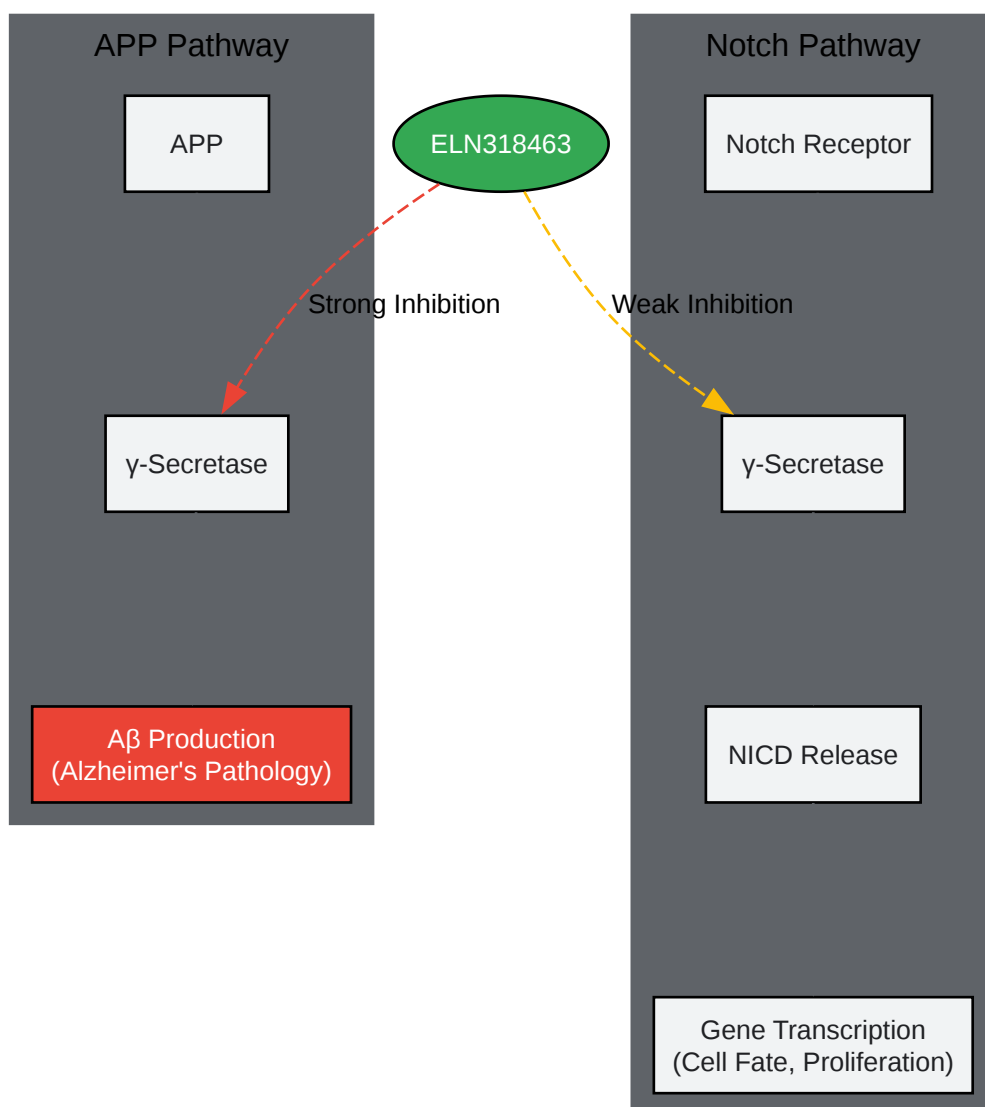 APP Pathway
Notch Pathway
APP
ELN318463
Notch Receptor
Strong Inhibition
Weak Inhibition
γ-Secretase
γ-Secretase
Aβ Production
(Alzheimer's Pathology)
NICD Release
Gene Transcription
(Cell Fate, Proliferation)